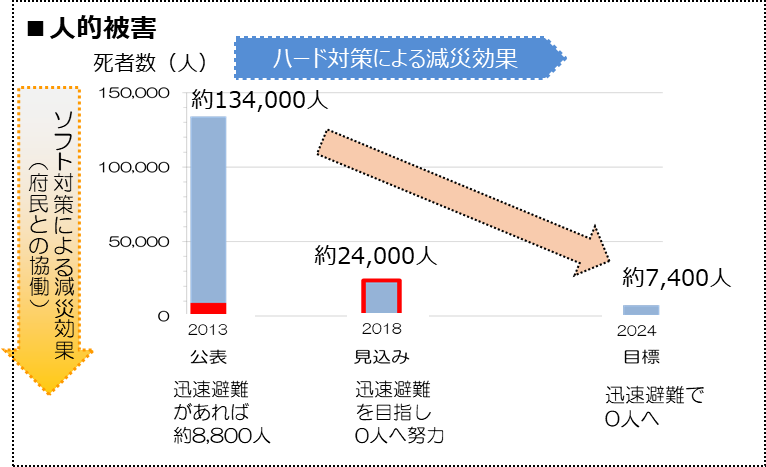 ■人的被害
死者数（人）
ハード対策による減災効果
ソフト対策による減災効果
（府民との協働）
150,000
100,000
50,000
0
約134,000人
約24,000人
約7,400人
2013
公表
2018
見込み
2024
目標
迅速避難
があれば
約8,800人
迅速避難
を目指し
0人へ努力
迅速避難で
0人へ